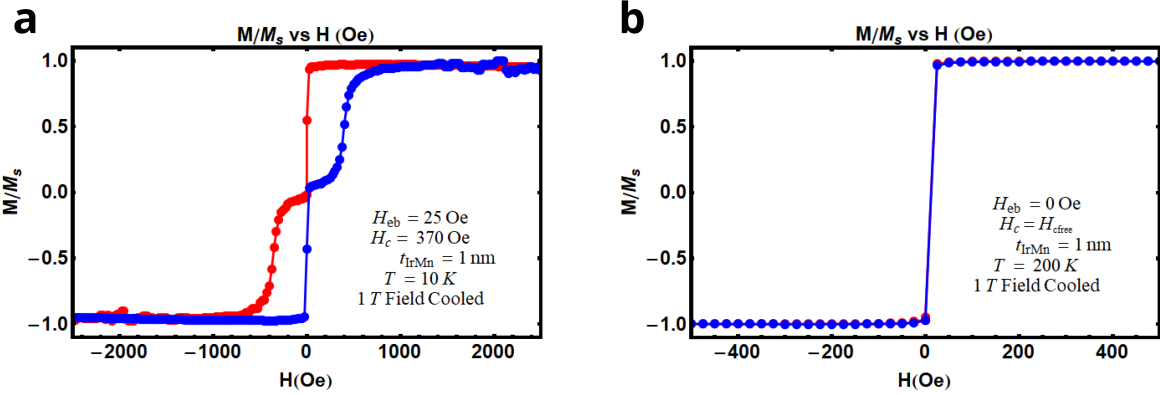 a
M/Ms vs H (Oe)
1.0
0.5
0.0
−0.5
−1.0
M/Ms
Heb = 25 Oe
Hc = 370 Oe
tIrMn = 1 nm
T = 10 K
1 T Field Cooled
−2000 −1000 0 1000 2000
H(Oe)
b
M/Ms vs H (Oe)
1.0
0.5
0.0
−0.5
−1.0
M/Ms
Heb = 0 Oe
Hc = Hcfree
tIrMn = 1 nm
T = 200 K
1 T Field Cooled
−400 −200 0 200 400
H(Oe)